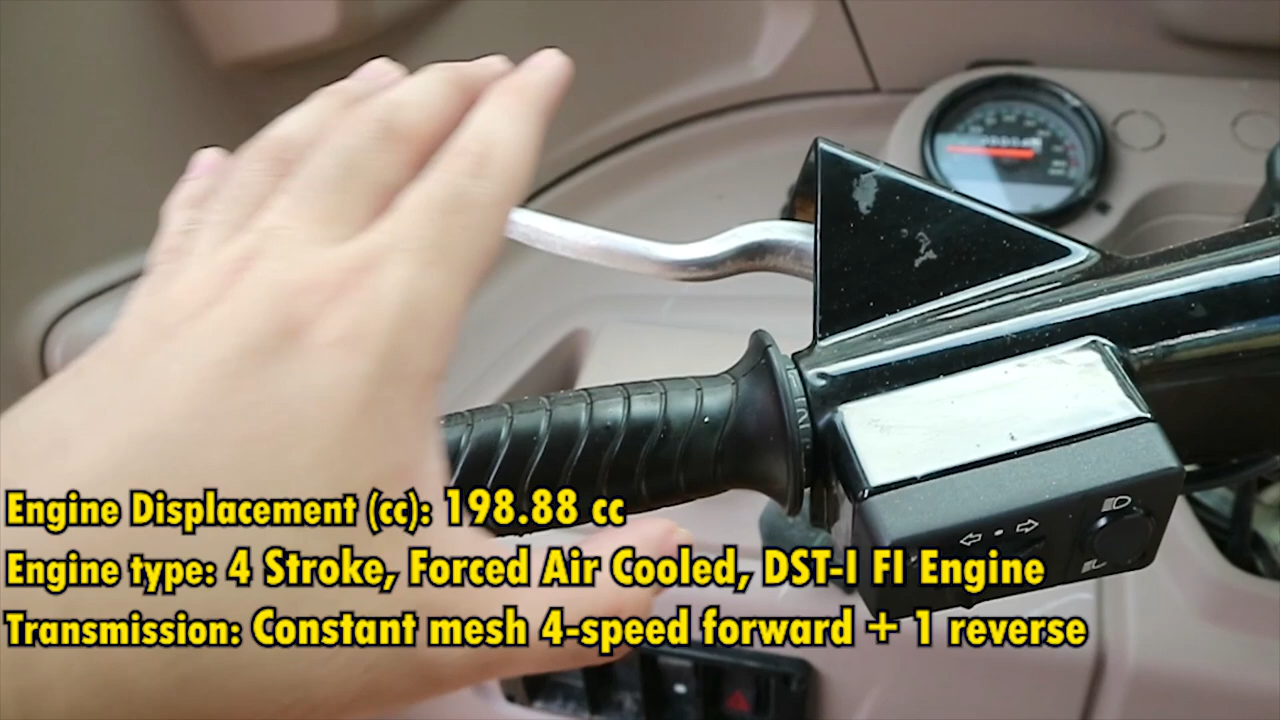 Engine Displacement (cc): 198.88 cc
Engine type: 4 Stroke, Forced Air Cooled, DST-I FI Engine
Transmission: Constant mesh 4-speed forward + 1 reverse